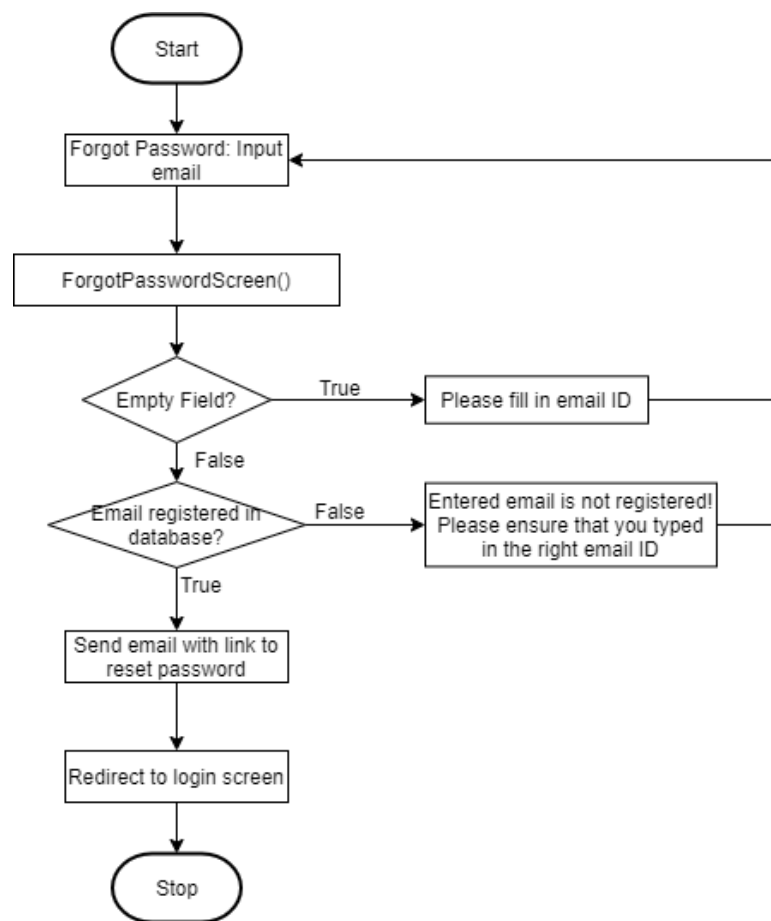 Start
Forgot Password: Input
email
ForgotPasswordScreen()
Empty Field?
True
Please fill in email ID
False
Email registered in
database?
False
Entered email is not registered!
Please ensure that you typed
in the right email ID
True
Send email with link to
reset password
Redirect to login screen
Stop